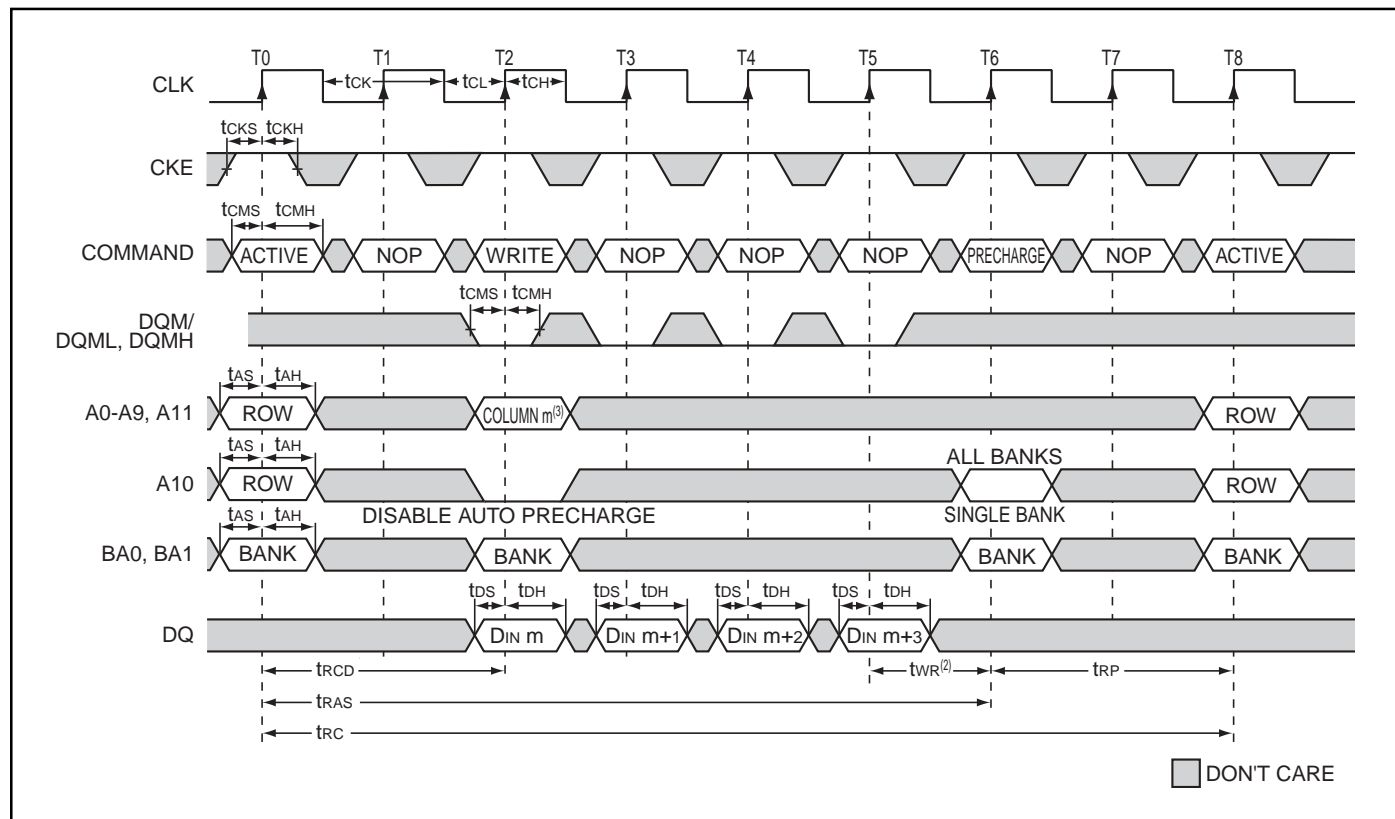 T0 T1 T2 T3 T4 T5 T6 T7 T8
CLK
tCK tCL tCH
tCKS tCKH
CKE
tCMS tCMH
COMMAND
ACTIVE NOP WRITE NOP NOP NOP PRECHARGE NOP ACTIVE
tCMS tCMH
DQM/
DQML, DQMH
tAS tAH
A0-A9, A11
ROW COLUMN m(3) ROW
tAS tAH
ALL BANKS
A10
ROW ROW
DISABLE AUTO PRECHARGE
SINGLE BANK
tAS tAH
BA0, BA1
BANK BANK BANK BANK
tDS tDH tDS tDH tDS tDH tDS tDH
DQ
DIN m DIN m+1 DIN m+2 DIN m+3
tRCD tWR(2) tRP
tRAS
tRC
DON'T CARE